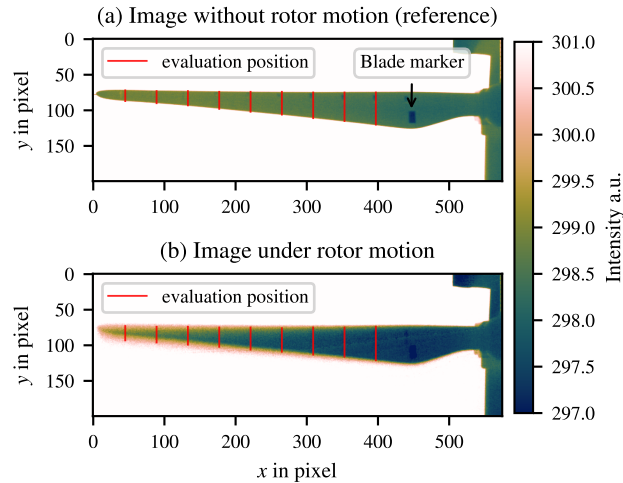 (a) Image without rotor motion (reference)
0
50
100
150
y in pixel
evaluation position
Blade marker
0 100 200 300 400 500
(b) Image under rotor motion
0
50
100
150
y in pixel
evaluation position
0 100 200 300 400 500
x in pixel
301.0
300.5
300.0
299.5
299.0
298.5
298.0
297.5
297.0
Intensity a.u.